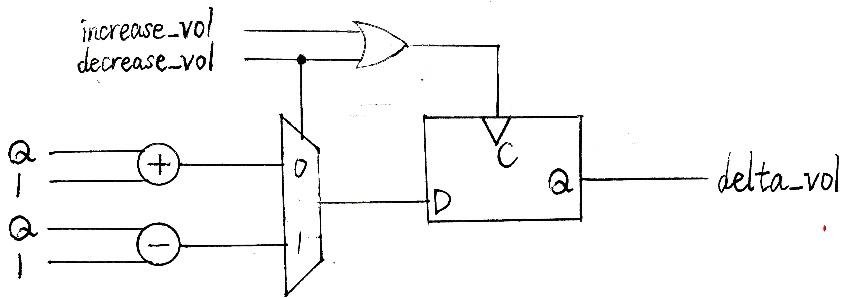 increase_vol
decrease_vol
Q
1
+
0
Q
1
−
1
D
C
Q
delta_vol